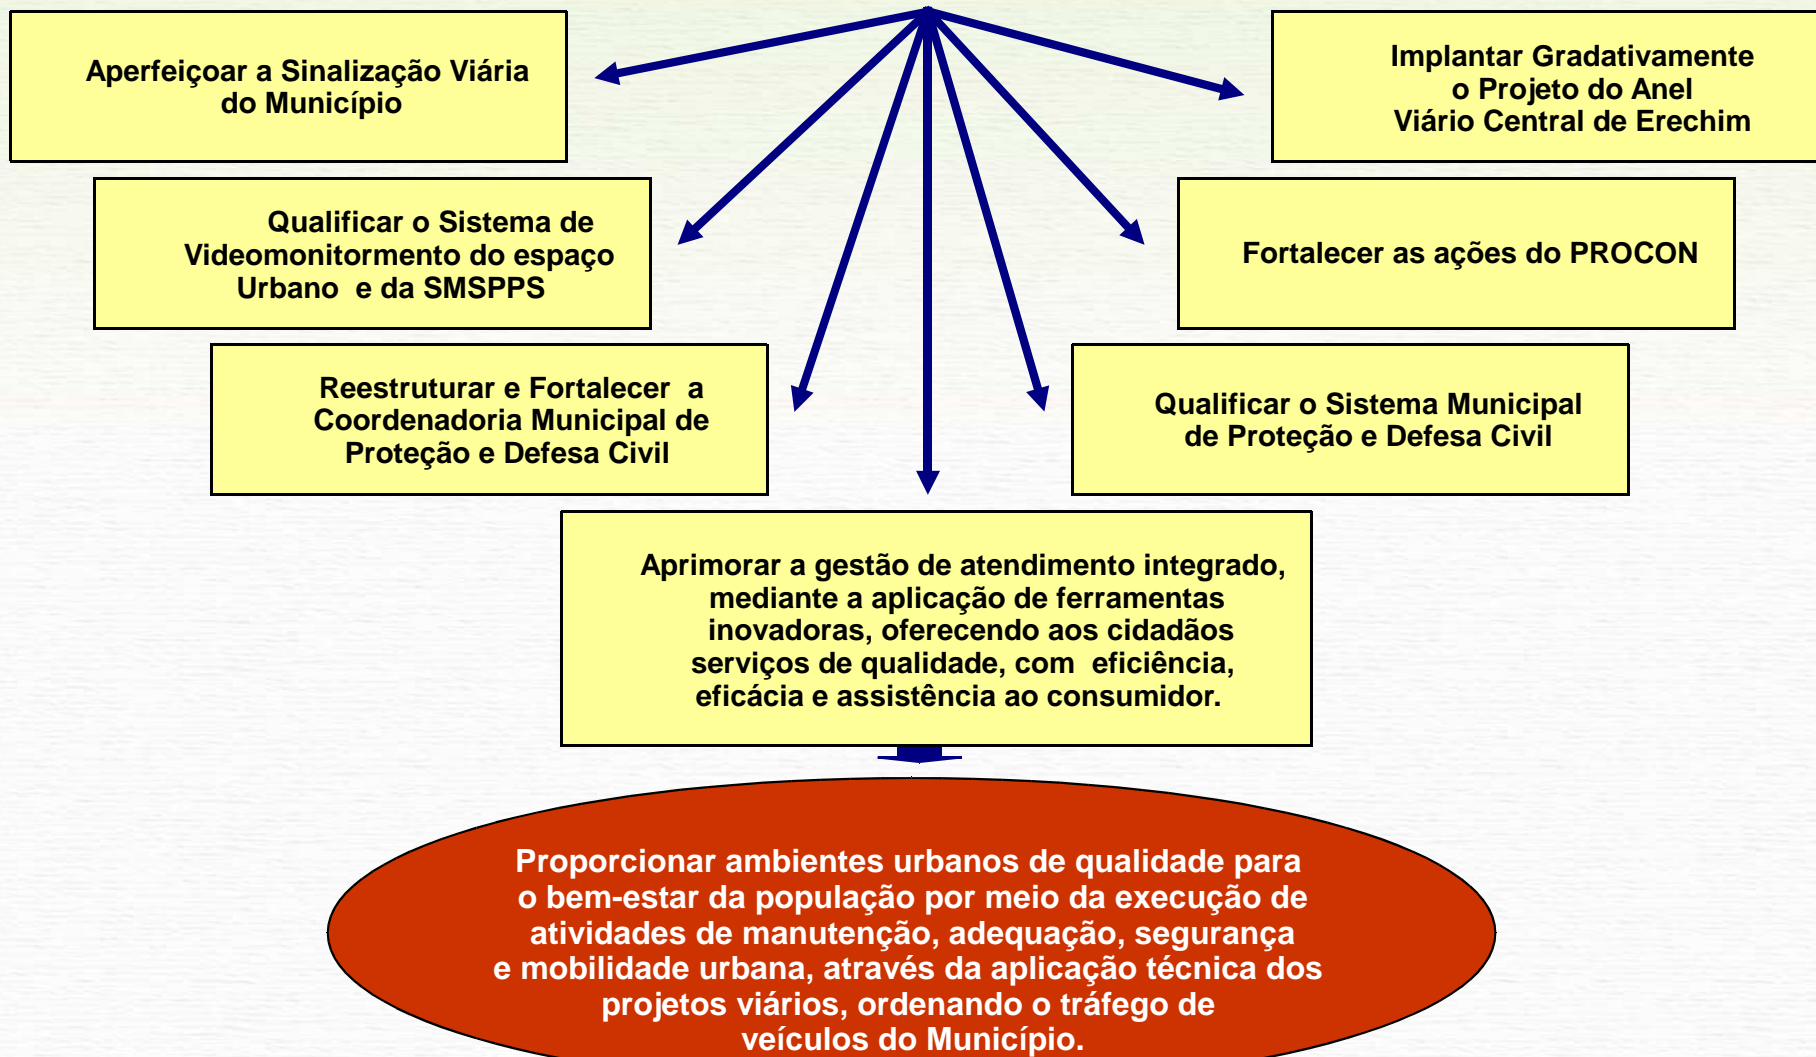 Aperfeiçoar a Sinalização Viária
do Município
Implantar Gradativamente
o Projeto do Anel
Viário Central de Erechim
Qualificar o Sistema de
Videomonitormento do espaço
Urbano e da SMSPPS
Fortalecer as ações do PROCON
Reestruturar e Fortalecer a
Coordenadoria Municipal de
Proteção e Defesa Civil
Qualificar o Sistema Municipal
de Proteção e Defesa Civil
Aprimorar a gestão de atendimento integrado,
mediante a aplicação de ferramentas
inovadoras, oferecendo aos cidadãos
serviços de qualidade, com eficiência,
eficácia e assistência ao consumidor.
Proporcionar ambientes urbanos de qualidade para
o bem-estar da população por meio da execução de
atividades de manutenção, adequação, segurança
e mobilidade urbana, através da aplicação técnica dos
projetos viários, ordenando o tráfego de
veículos do Município.